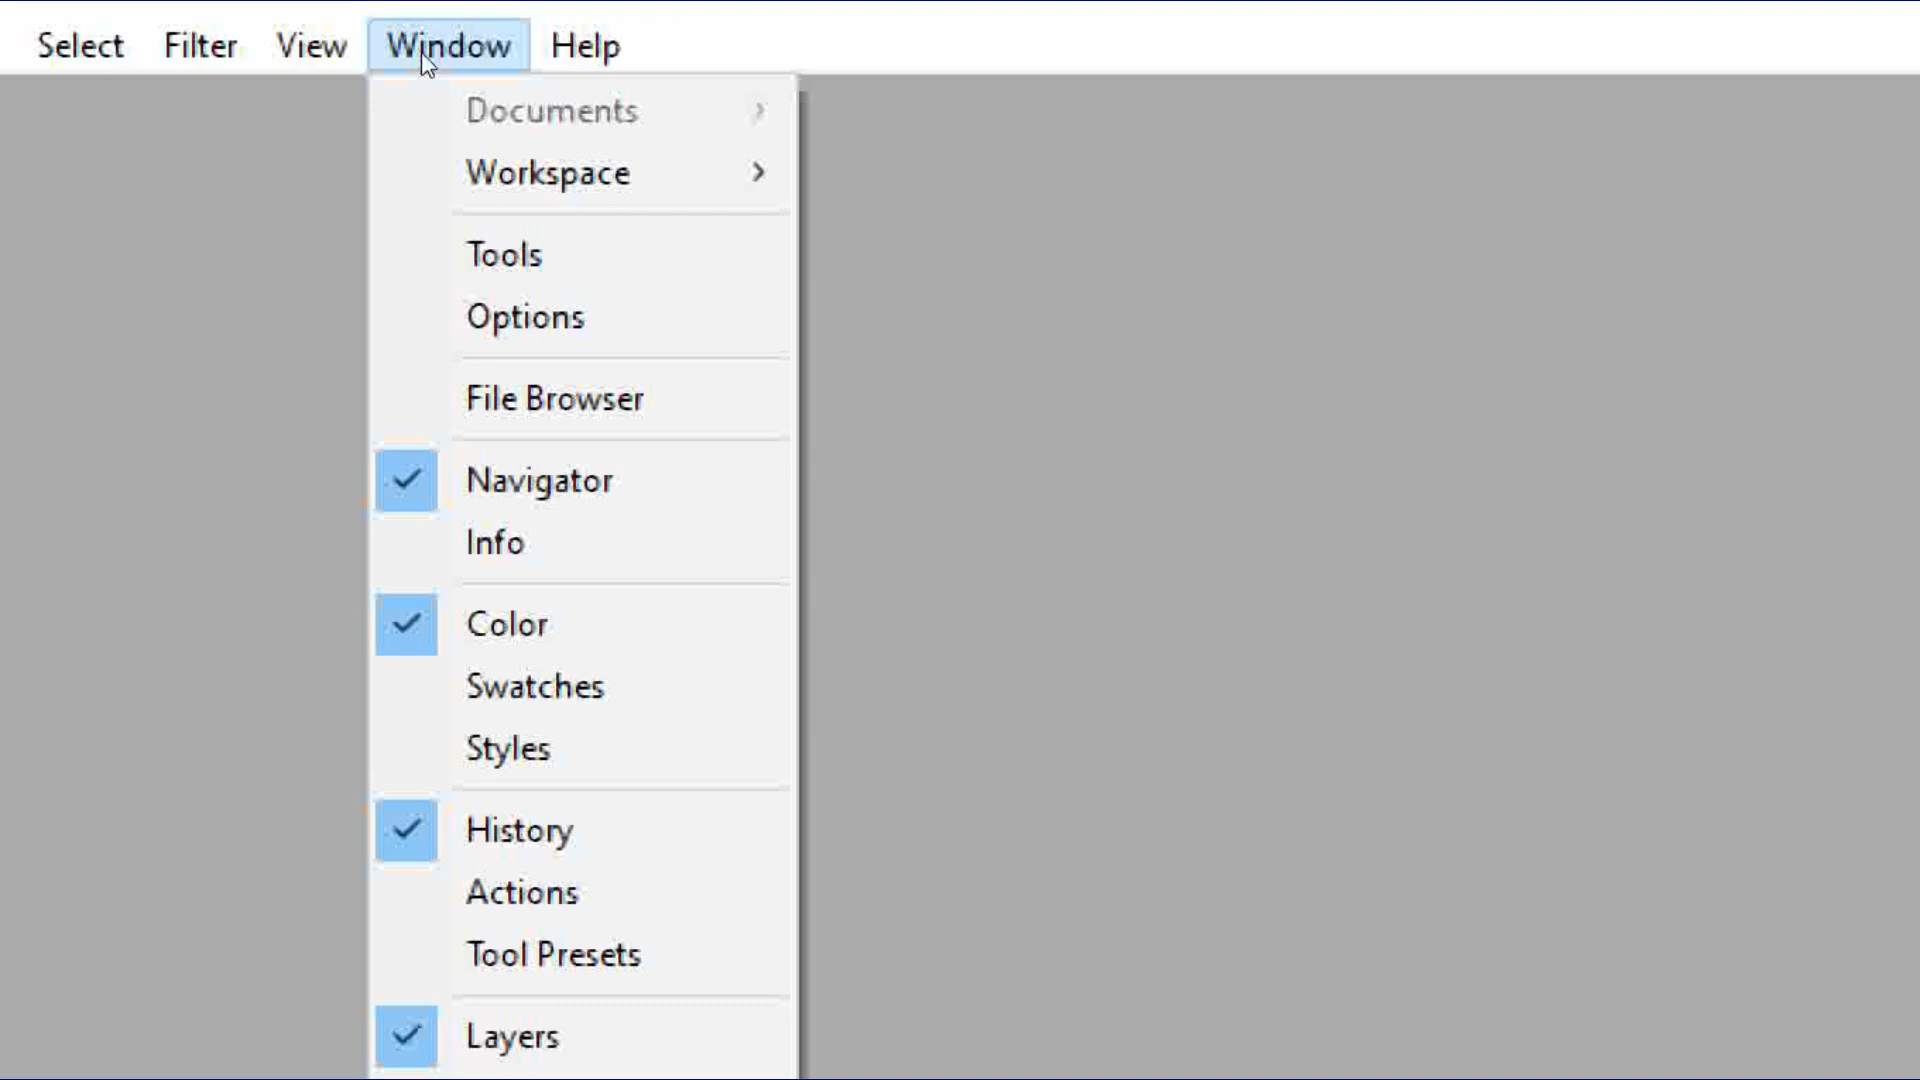 Select Filter View Window Help
Documents
Workspace
Tools
Options
File Browser
Navigator
Info
Color
Swatches
Styles
History
Actions
Tool Presets
Layers